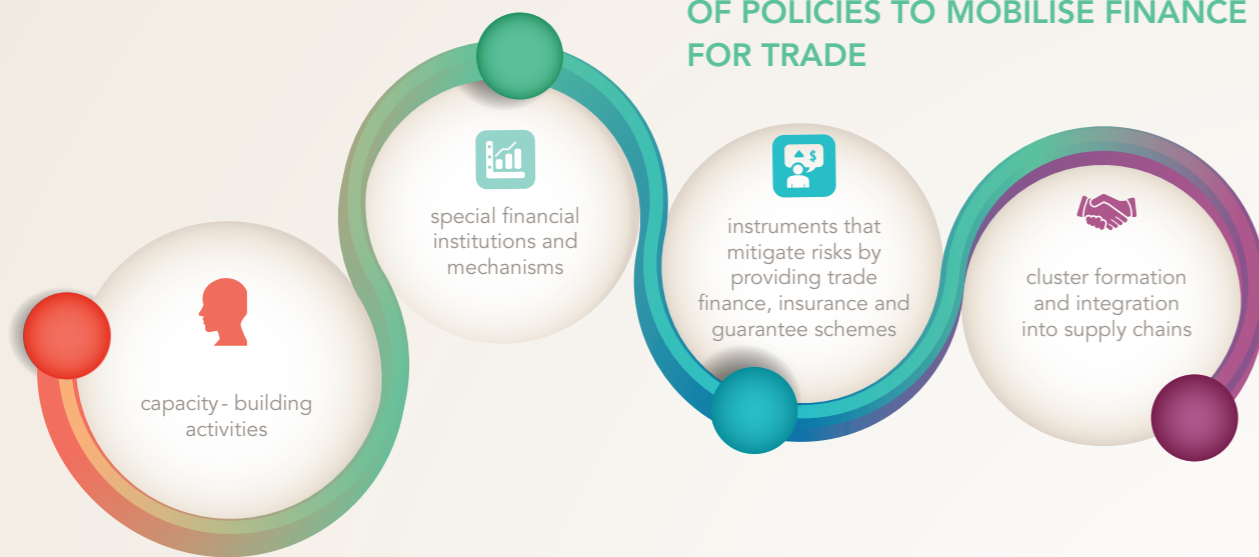 OF POLICIES TO MOBILISE FINANCE
FOR TRADE
capacity - building
activities
special financial
institutions and
mechanisms
$
instruments that
mitigate risks by
providing trade
finance, insurance and
guarantee schemes
cluster formation
and integration
into supply chains